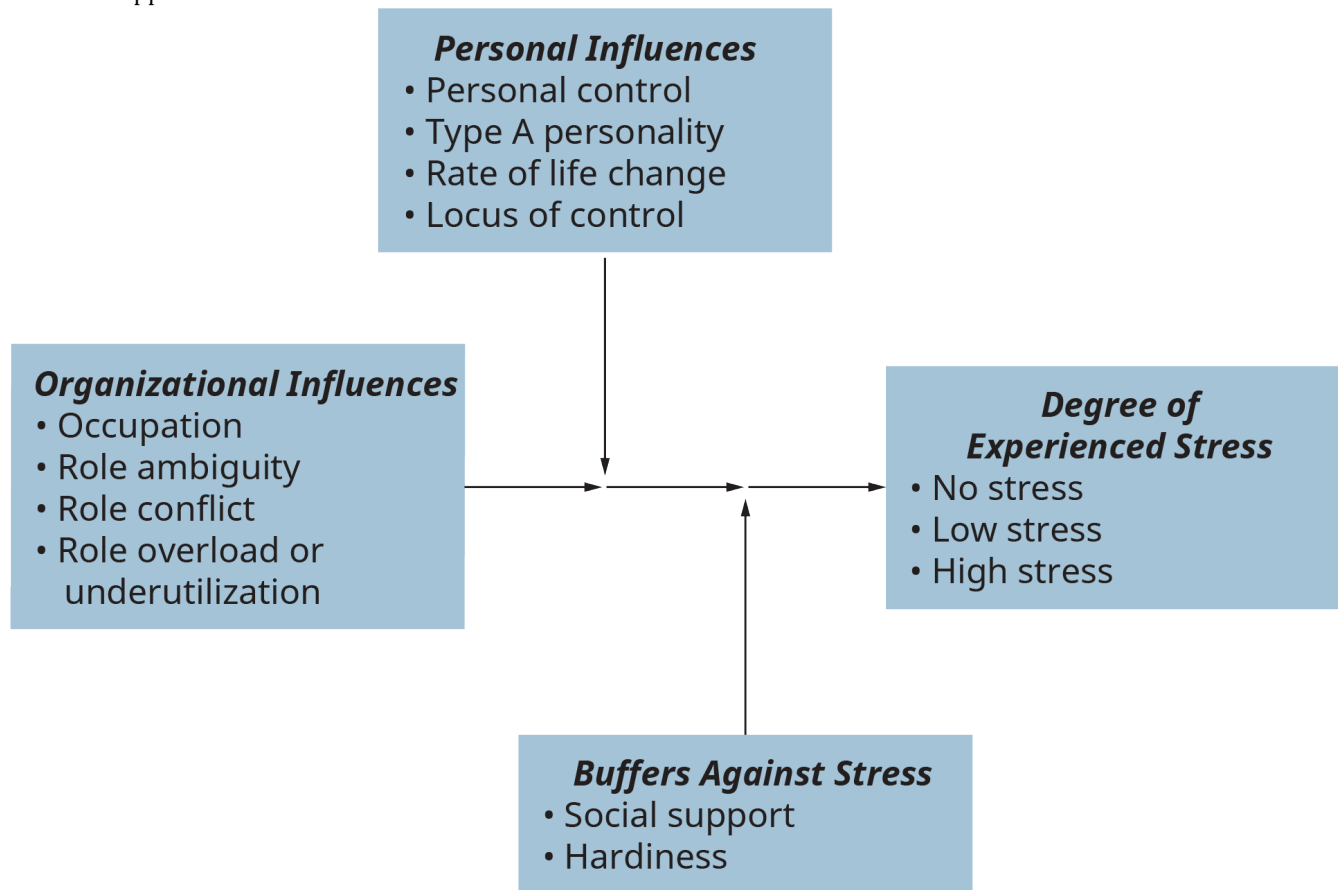 Personal Influences
• Personal control
• Type A personality
• Rate of life change
• Locus of control
Organizational Influences
• Occupation
• Role ambiguity
• Role conflict
• Role overload or
underutilization
Degree of
Experienced Stress
• No stress
• Low stress
• High stress
Buffers Against Stress
• Social support
• Hardiness